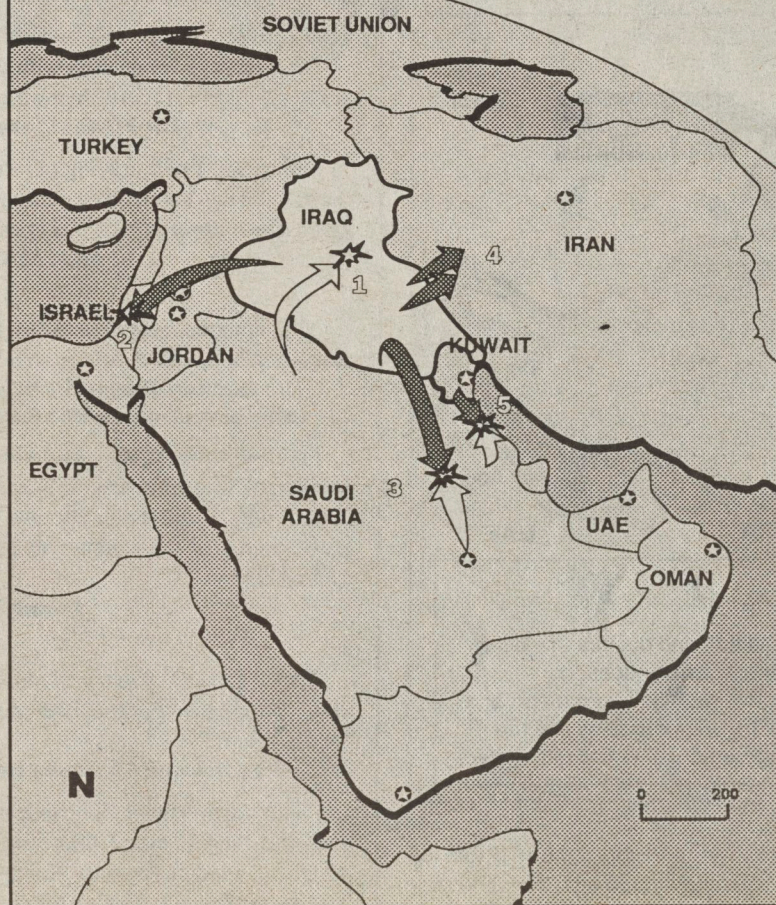 SOVIET UNION
TURKEY
IRAQ
4
IRAN
1
ISRAEL
2
JORDAN
KUWAIT
5
EGYPT
3
SAUDI
ARABIA
UAE
OMAN
N
0 200